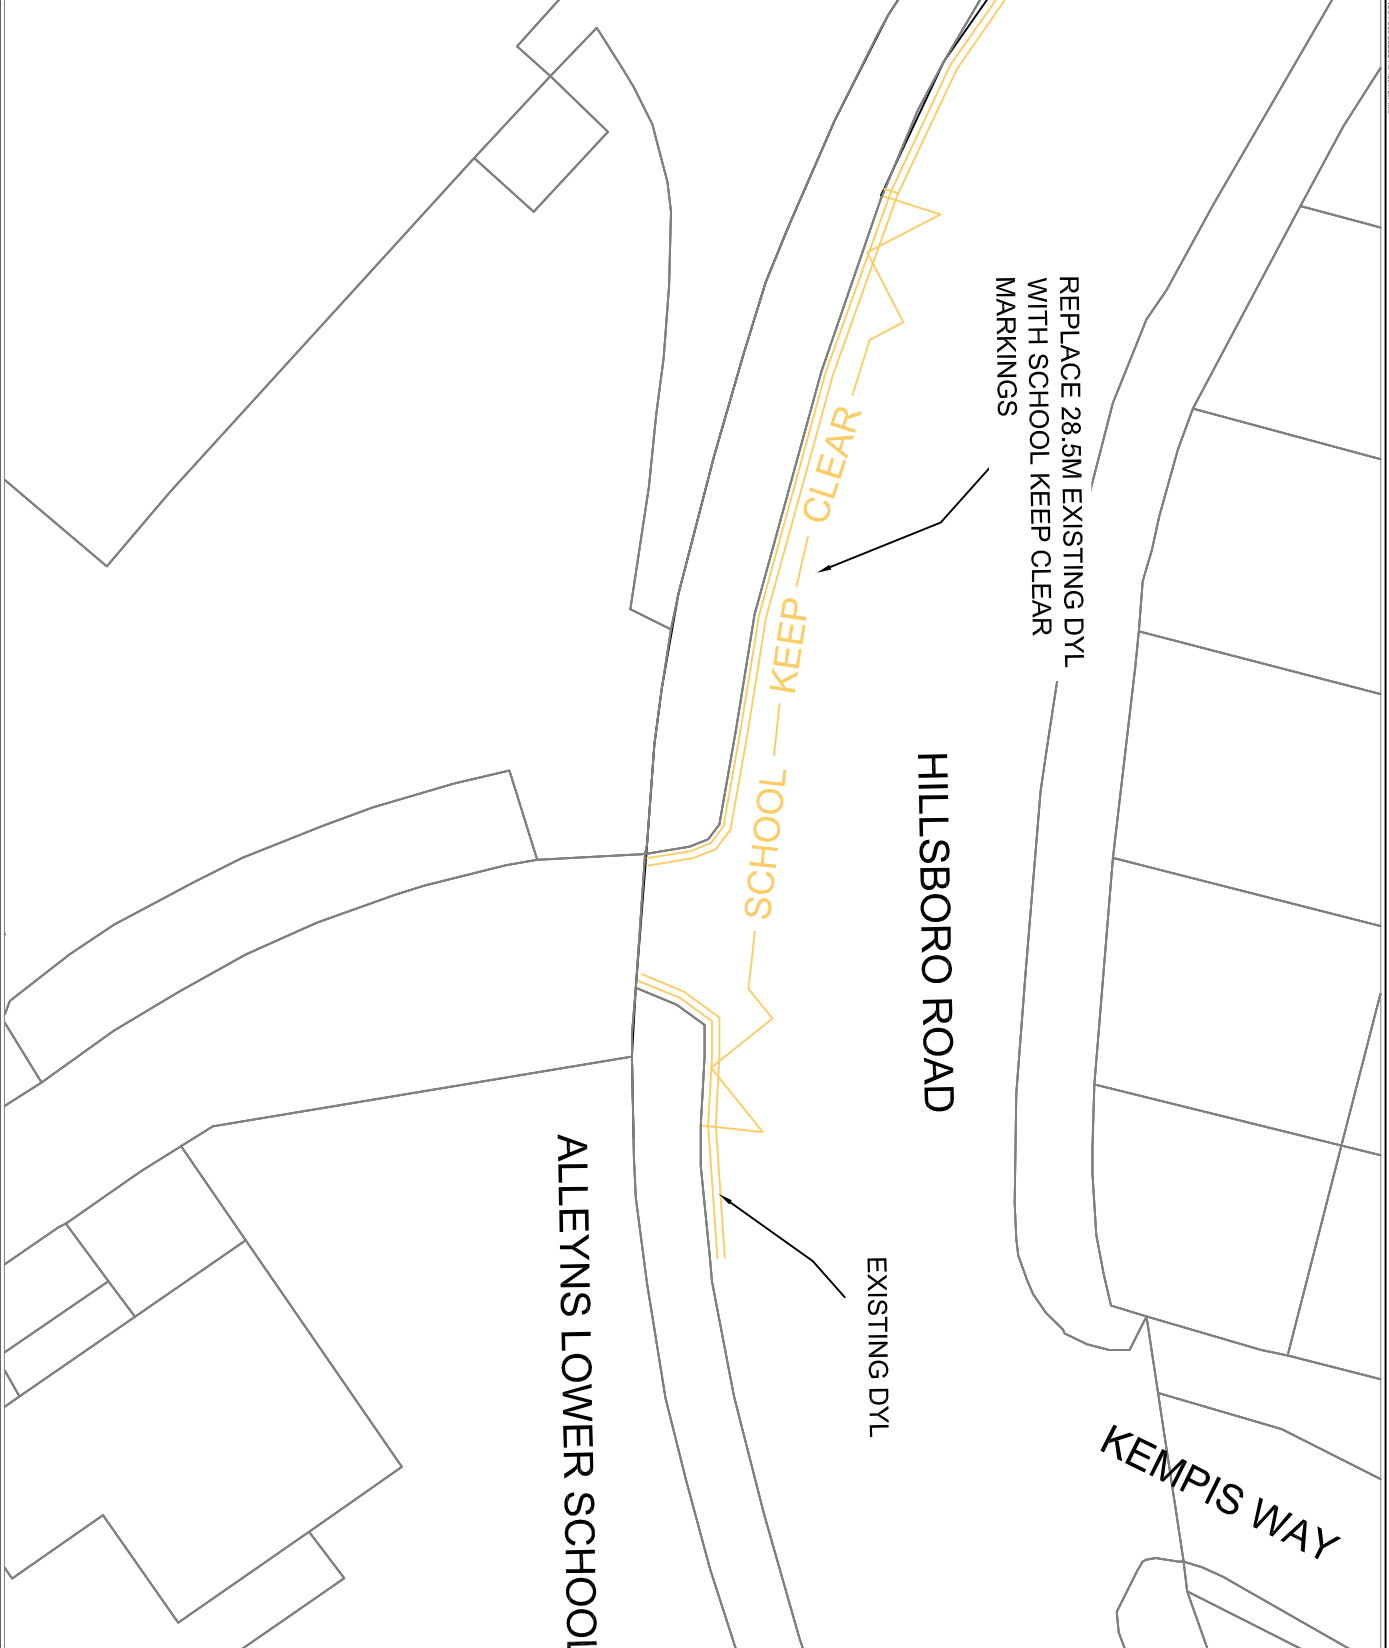 REPLACE 28.5M EXISTING DYL
WITH SCHOOL KEEP CLEAR
MARKINGS
SCHOOL KEEP CLEAR
HILLSBORO ROAD
EXISTING DYL
ALLEYNS LOWER SCHOOL
KEMPIS WAY